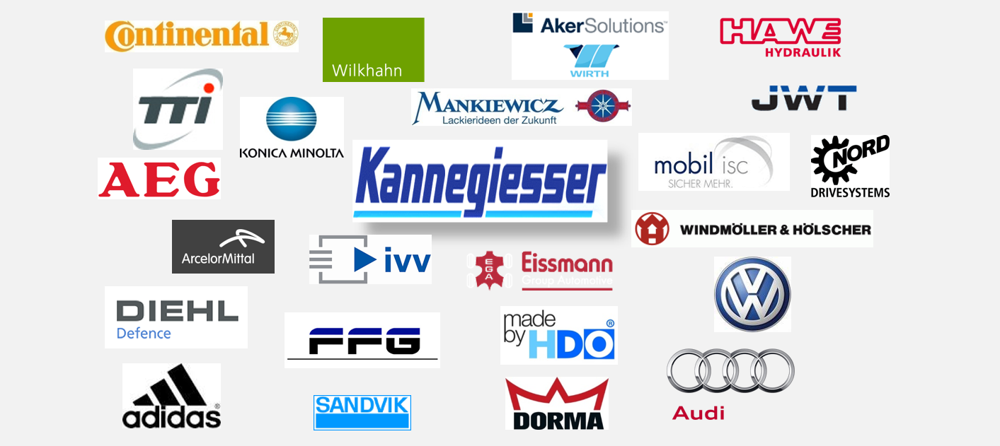 Continental
Wilkhahn
AkerSolutions™
WIRTH
HAWE
HYDRAULIK
TTI
KONICA MINOLTA
MANKIEWICZ
Lackierideen der Zukunft
JWT
AEG
Kannegiesser
mobil isc
SICHER MEHR.
NORD
DRIVESYSTEMS
ArcelorMittal
ivv
EGA
Eissmann
Group Automotive
WINDMÖLLER & HÖLSCHER
VW
DIEHL
Defence
FFG
made
by HDO®
adidas®
SANDVIK
DORMA
Audi